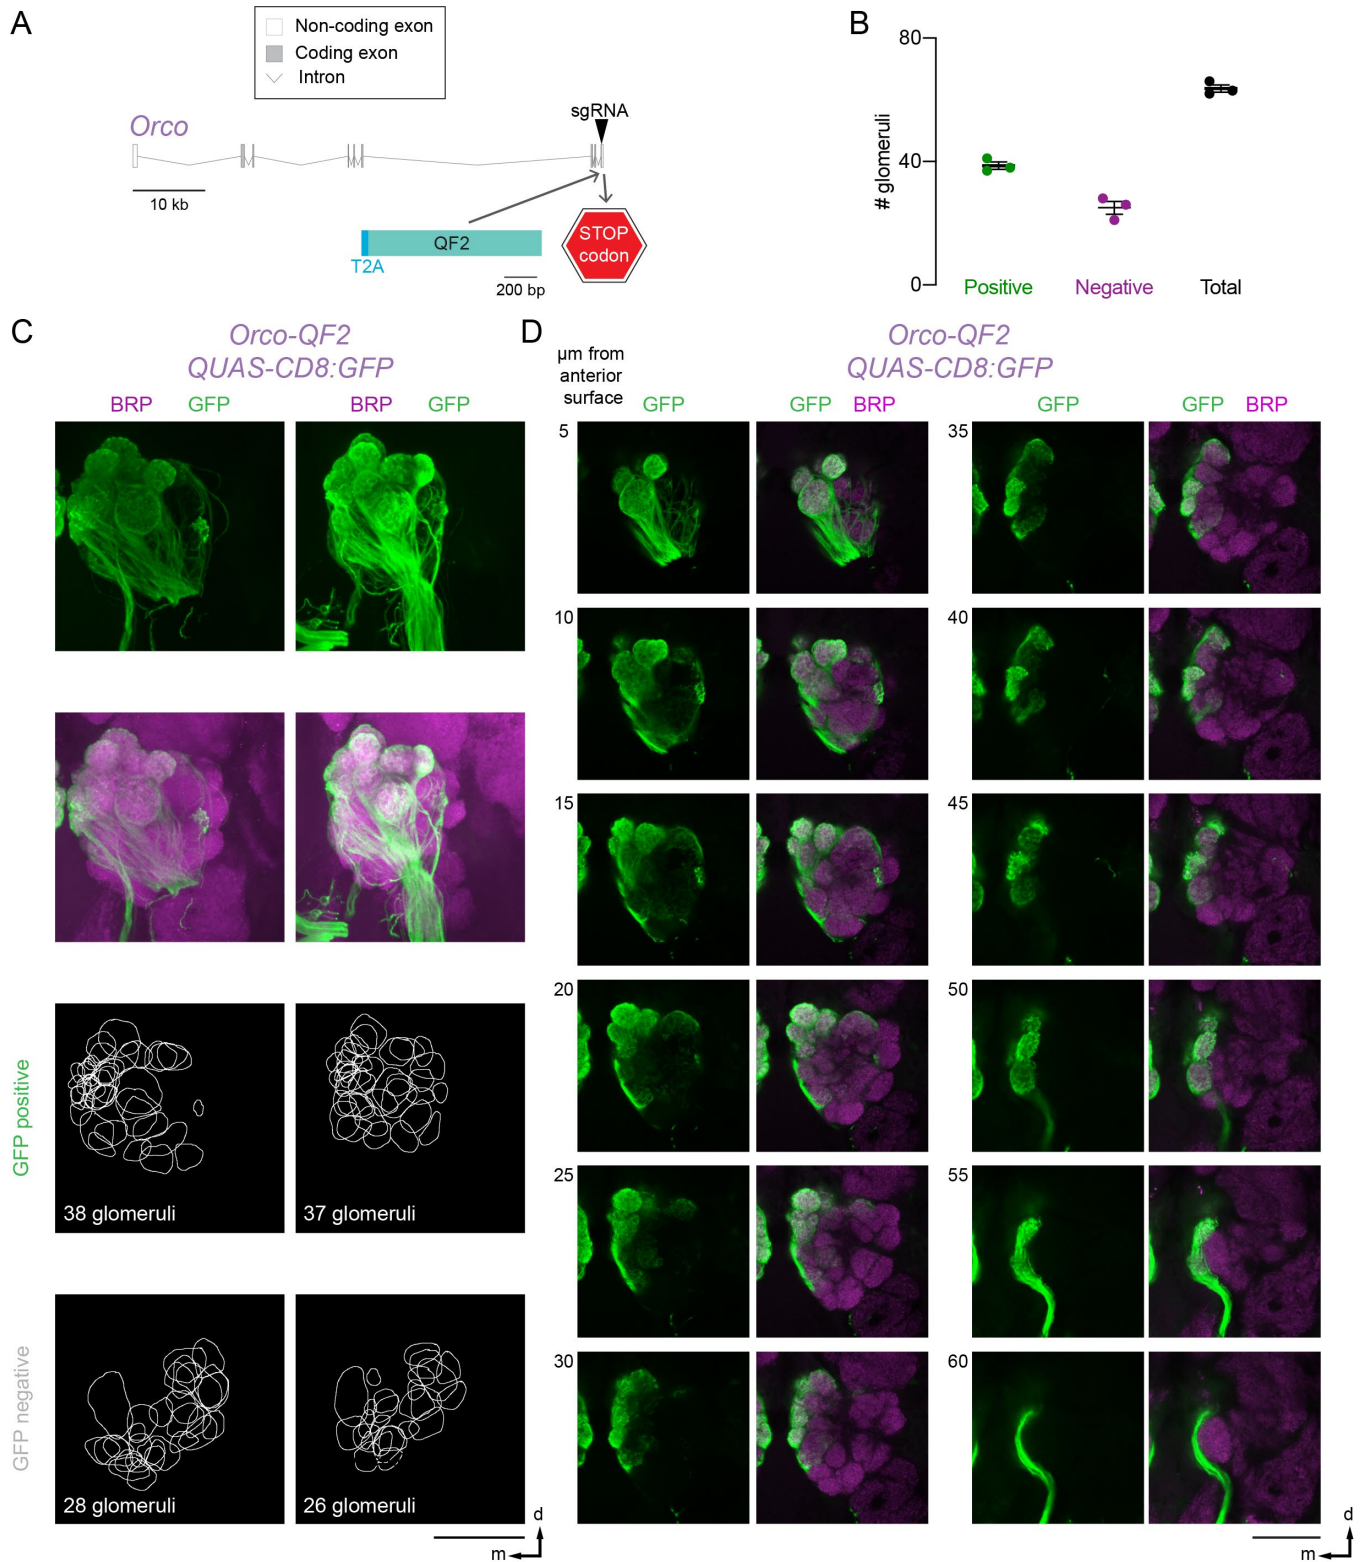 A
Non-coding exon
Coding exon
Intron
Orco
sgRNA
10 kb
QF2
T2A
200 bp
STOP
codon
B
80
40
0
# glomeruli
Positive
Negative
Total
C
Orco-QF2
QUAS-CD8:GFP
BRP GFP
BRP GFP
GFP positive
38 glomeruli
37 glomeruli
GFP negative
28 glomeruli
26 glomeruli
d
m
D
Orco-QF2
QUAS-CD8:GFP
µm from
anterior
surface
GFP
GFP BRP
GFP
GFP BRP
5
10
15
20
25
30
35
40
45
50
55
60
d
m